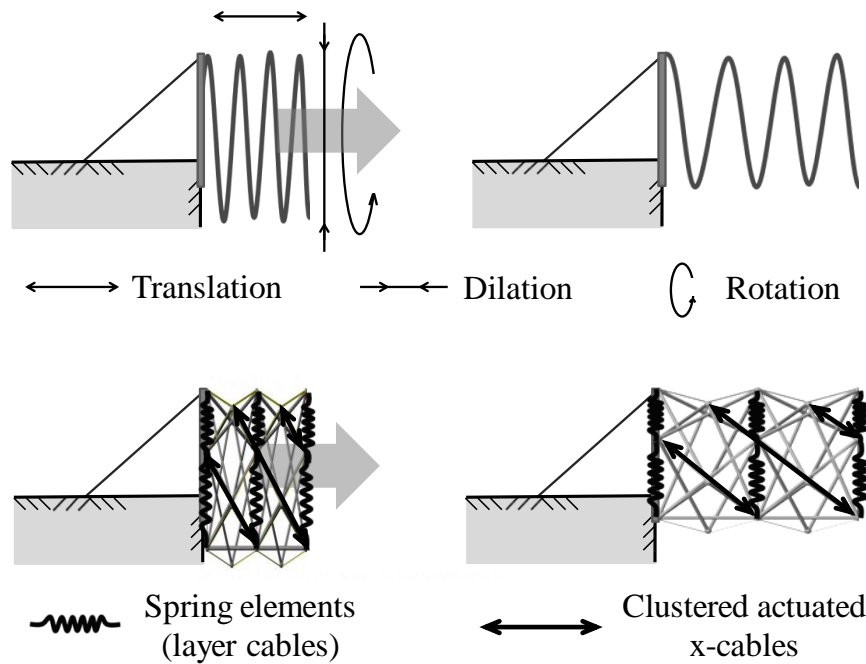 Translation
Dilation
Rotation
Spring elements
(layer cables)
Clustered actuated
x-cables